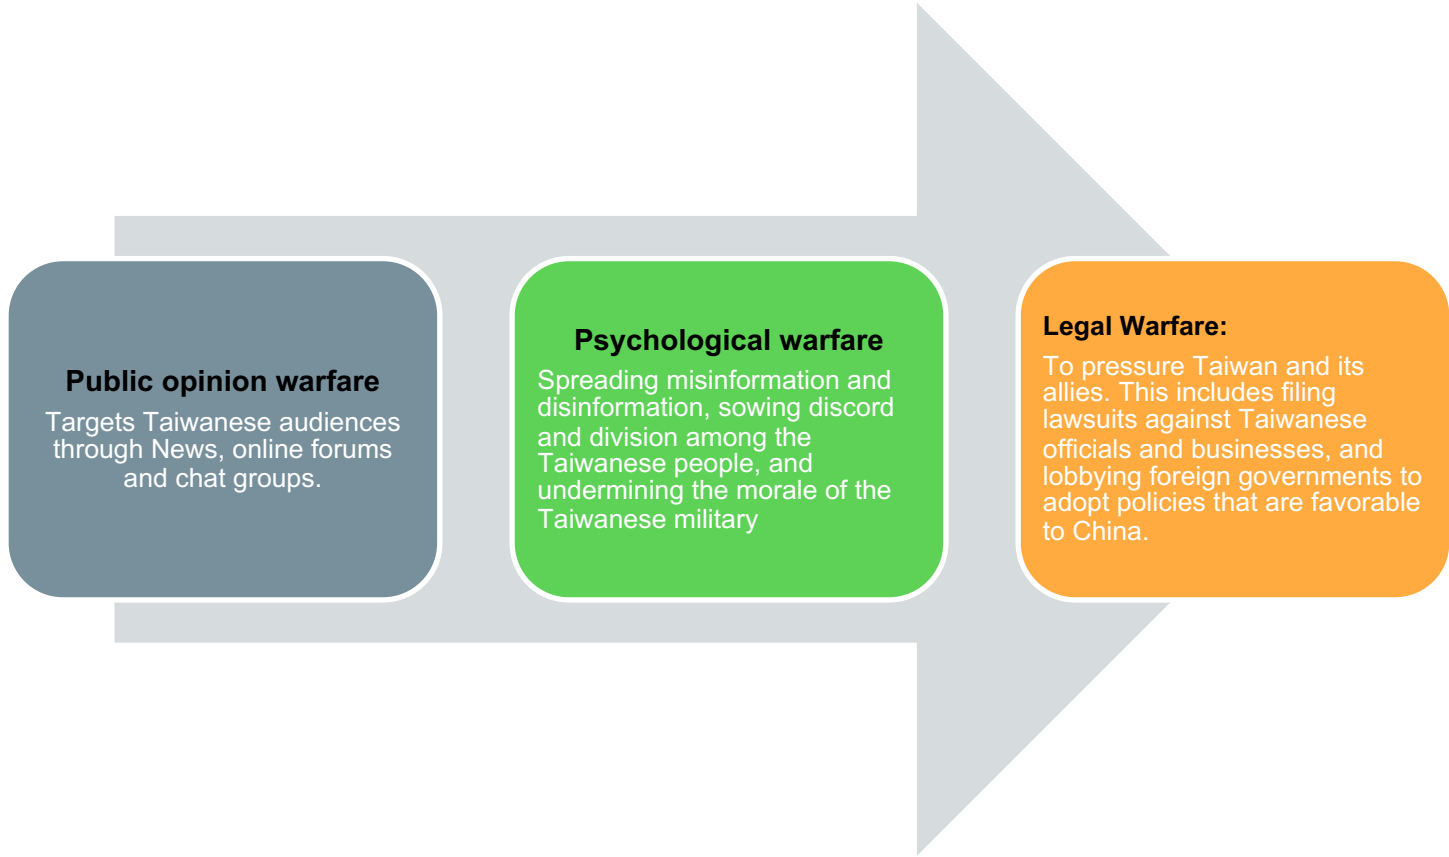 Public opinion warfare
Targets Taiwanese audiences
through News, online forums
and chat groups.
Psychological warfare
Spreading misinformation and
disinformation, sowing discord
and division among the
Taiwanese people, and
undermining the morale of the
Taiwanese military
Legal Warfare:
To pressure Taiwan and its
allies. This includes filing
lawsuits against Taiwanese
officials and businesses, and
lobbying foreign governments to
adopt policies that are favorable
to China.